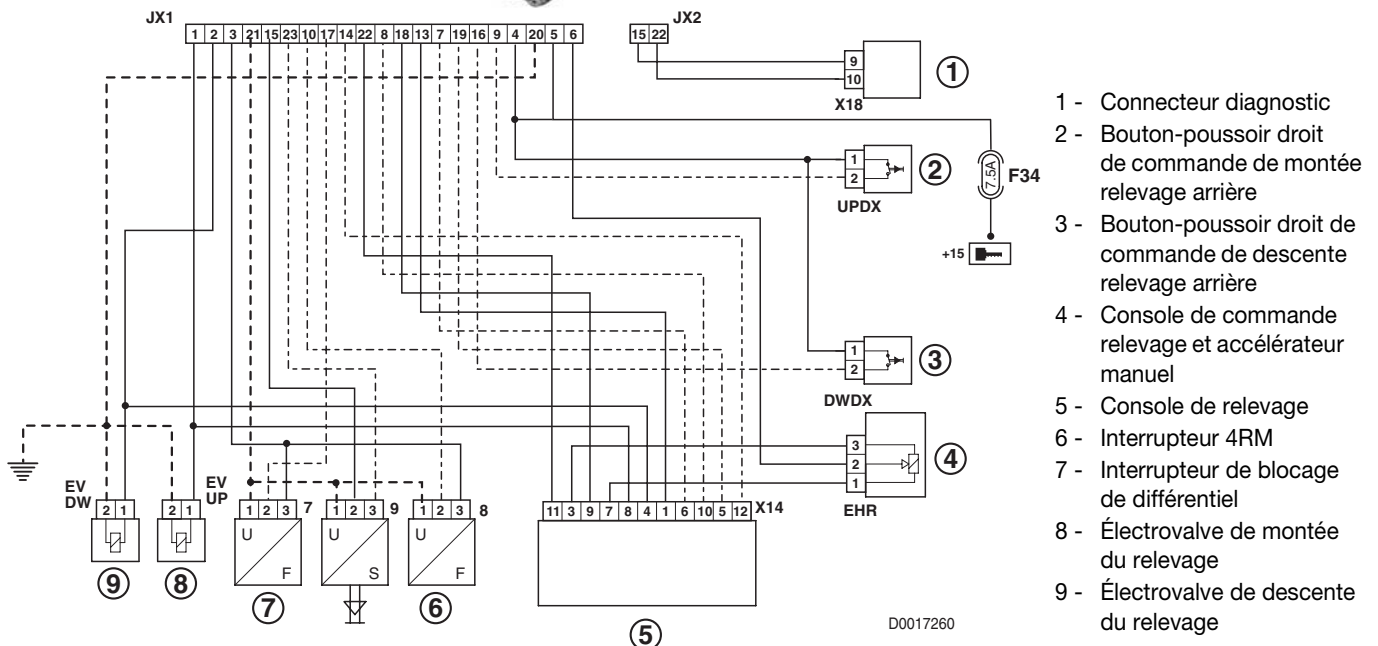 JX1
JX2
1 2 3 21 15 23 10 17 14 22 8 18 13 7 19 16 9 4 20 5 6
15 22
9
10
X18
1
1
2
UPDX
2
7.5A
F34
+15
1
2
DWDX
3
3
2
1
EHR
4
EV
DW
2 1
9
EV
UP
2 1
8
1 2 3
7
U
F
7
1 2 3
9
U
S
1 2 3
8
U
F
6
11 3 9 7 8 4 1 6 10 5 12
X14
5
D0017260
1 - Connecteur diagnostic
2 - Bouton-poussoir droit
de commande de montée
relevage arrière
3 - Bouton-poussoir droit de
commande de descente
relevage arrière
4 - Console de commande
relevage et accélérateur
manuel
5 - Console de relevage
6 - Interrupteur 4RM
7 - Interrupteur de blocage
de différentiel
8 - Électrovalve de montée
du relevage
9 - Électrovalve de descente
du relevage